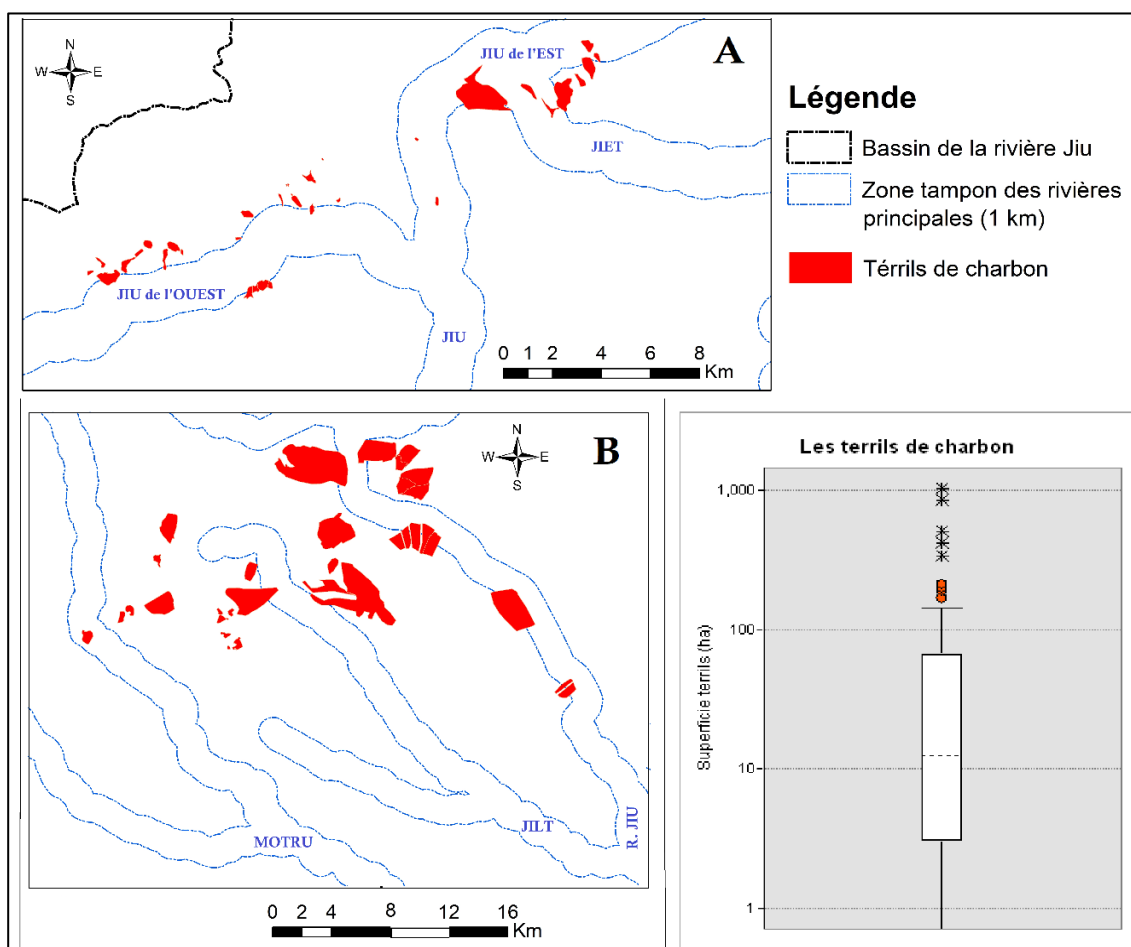 A
N
W E
S
JIU de l'EST
JIET
JIU de l'OUEST
JIU
0 1 2 4 6 8
Km
Légende
Bassin de la rivière Jiu
Zone tampon des rivières
principales (1 km)
Térrils de charbon
B
N
W E
S
MOTRU
JILT
R. JIU
0 2 4 8 12 16
Km
Les terrils de charbon
Superficie terrils (ha)
1,000
100
10
1